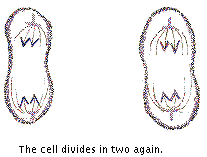 The cell divides in two again.